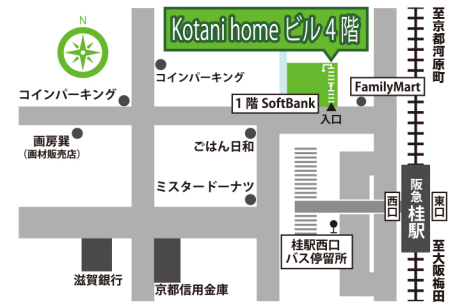 N
Kotani home ビル 4 階
至京都河原町
コインパーキング
コインパーキング
1 階 SoftBank
FamilyMart
入口
画房巽
（画材販売店）
ごはん日和
ミスタードーナツ
西口
阪急
桂駅
東口
桂駅西口
バス停留所
滋賀銀行
京都信用金庫
至大阪梅田